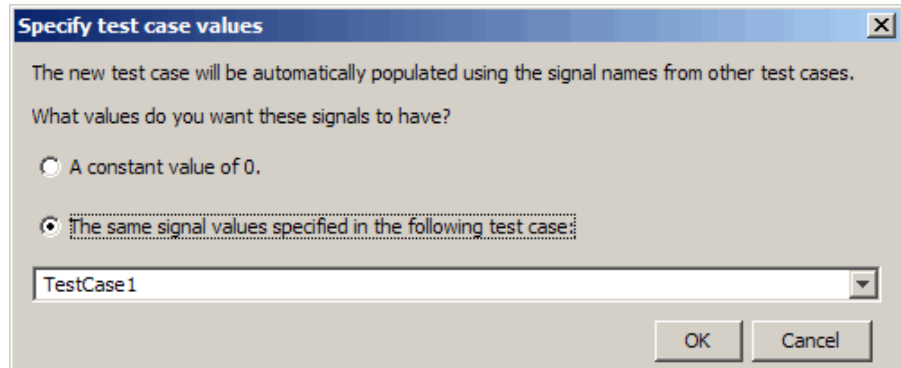 Specify test case values
The new test case will be automatically populated using the signal names from other test cases.
What values do you want these signals to have?
A constant value of 0.
The same signal values specified in the following test case:
TestCase1
OK Cancel